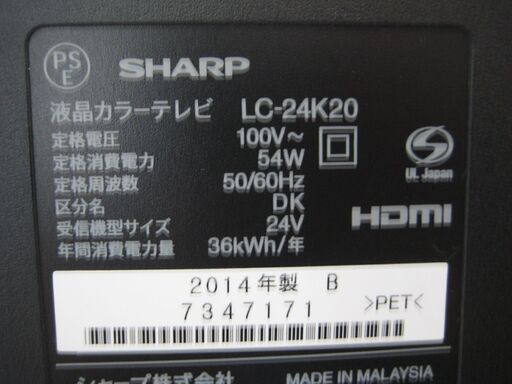 PS
E
SHARP
液晶カラーテレビ LC-24K20
定格電圧 100V～
定格消費電力 54W
定格周波数 50/60Hz
区分名 DK
受信機型サイズ 24V
年間消費電力量 36kWh/年
S
UL Japan
HDMI
2014年製 B
7347171
>PET<
シャープ株式会社 MADE IN MALAYSIA